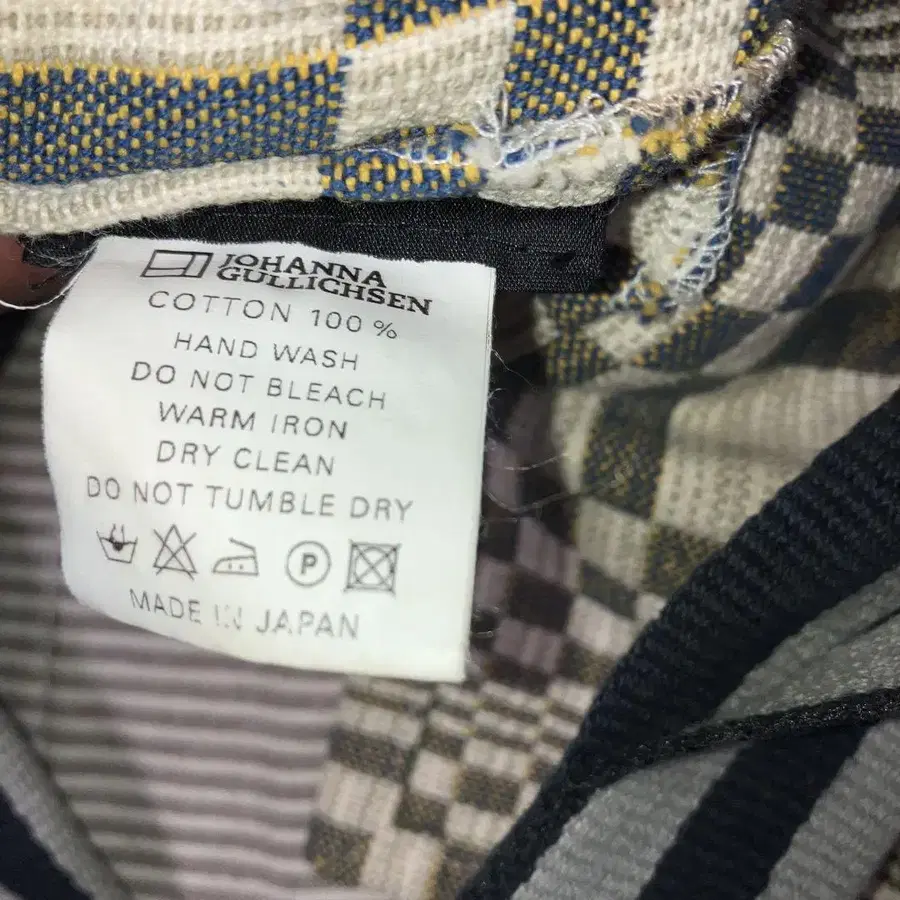 JOHANNA
GULLICHSEN
COTTON 100%
HAND WASH
DO NOT BLEACH
WARM IRON
DRY CLEAN
DO NOT TUMBLE DRY
P
MADE IN JAPAN